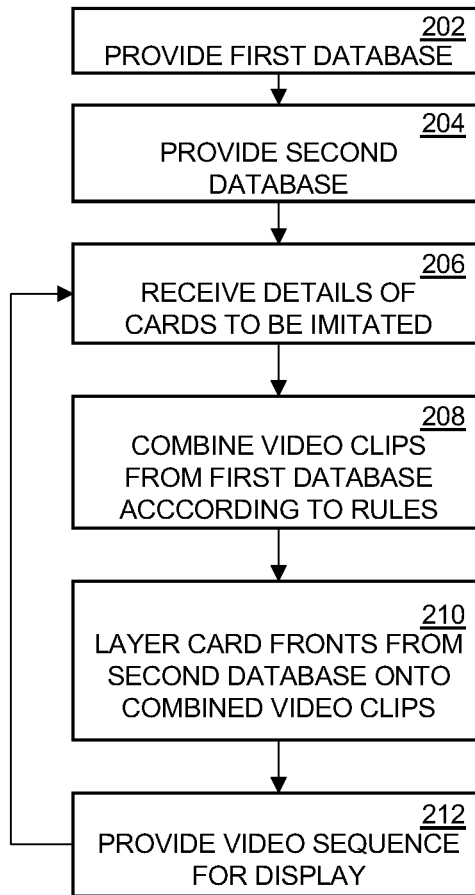 202
PROVIDE FIRST DATABASE
204
PROVIDE SECOND
DATABASE
206
RECEIVE DETAILS OF
CARDS TO BE IMITATED
208
COMBINE VIDEO CLIPS
FROM FIRST DATABASE
ACCCORDING TO RULES
210
LAYER CARD FRONTS FROM
SECOND DATABASE ONTO
COMBINED VIDEO CLIPS
212
PROVIDE VIDEO SEQUENCE
FOR DISPLAY